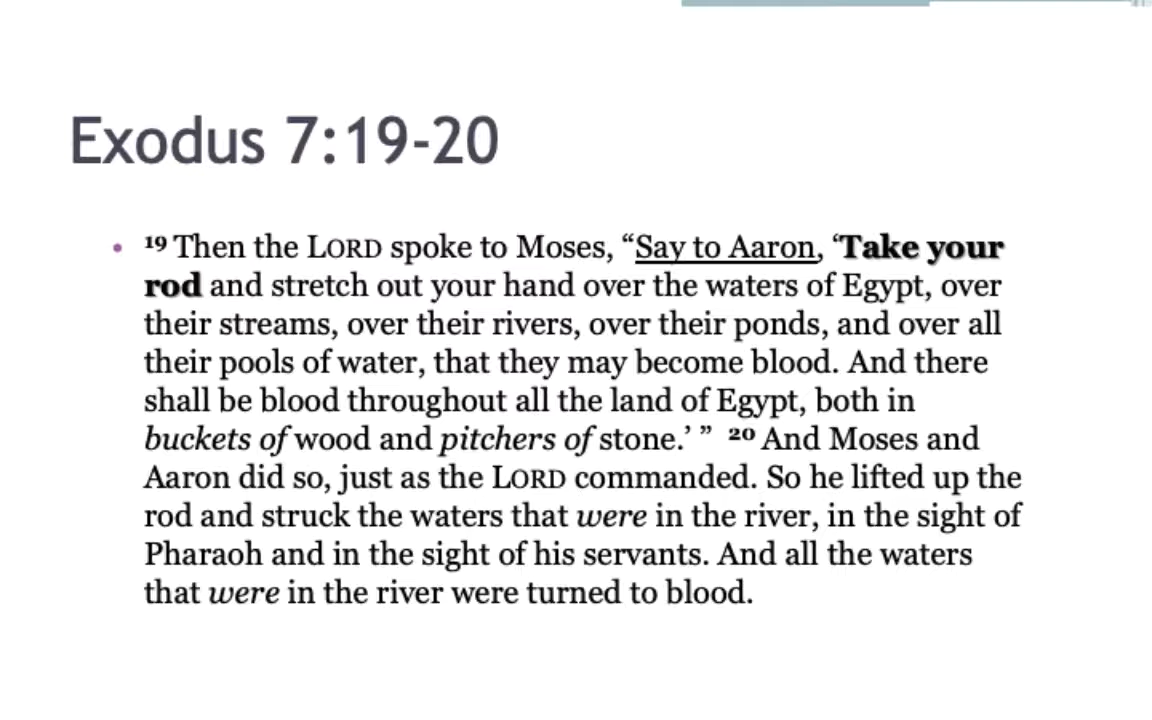 Exodus 7:19-20
• ¹⁹ Then the LORD spoke to Moses, “Say to Aaron, ‘Take your
rod and stretch out your hand over the waters of Egypt, over
their streams, over their rivers, over their ponds, and over all
their pools of water, that they may become blood. And there
shall be blood throughout all the land of Egypt, both in
buckets of wood and pitchers of stone.’ ” ²⁰ And Moses and
Aaron did so, just as the LORD commanded. So he lifted up the
rod and struck the waters that were in the river, in the sight of
Pharaoh and in the sight of his servants. And all the waters
that were in the river were turned to blood.